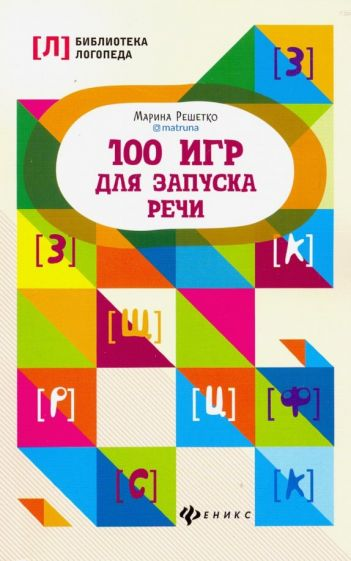 [Л] БИБЛИОТЕКА
ЛОГОПЕДА
[З]
МАРИНА РЕШЕТКО
@matruna
100 ИГР
ДЛЯ ЗАПУСКА
РЕЧИ
[З] [К]
[Щ]
[Р] [Ц] [Ф]
[С] [К]
ФЕНИКС